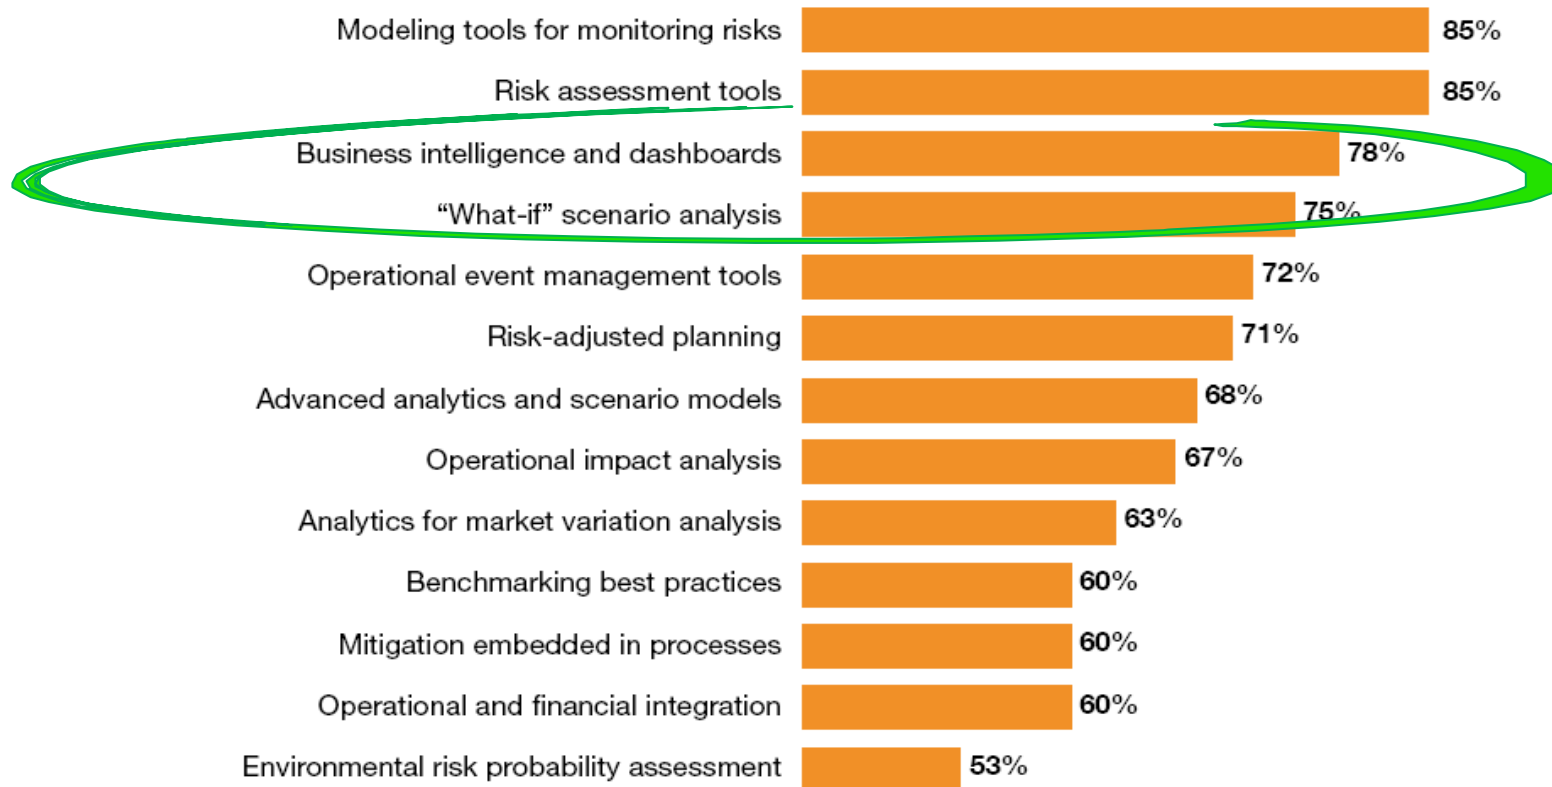 Modeling tools for monitoring risks 85%
Risk assessment tools 85%
Business intelligence and dashboards 78%
“What-if” scenario analysis 75%
Operational event management tools 72%
Risk-adjusted planning 71%
Advanced analytics and scenario models 68%
Operational impact analysis 67%
Analytics for market variation analysis 63%
Benchmarking best practices 60%
Mitigation embedded in processes 60%
Operational and financial integration 60%
Environmental risk probability assessment 53%